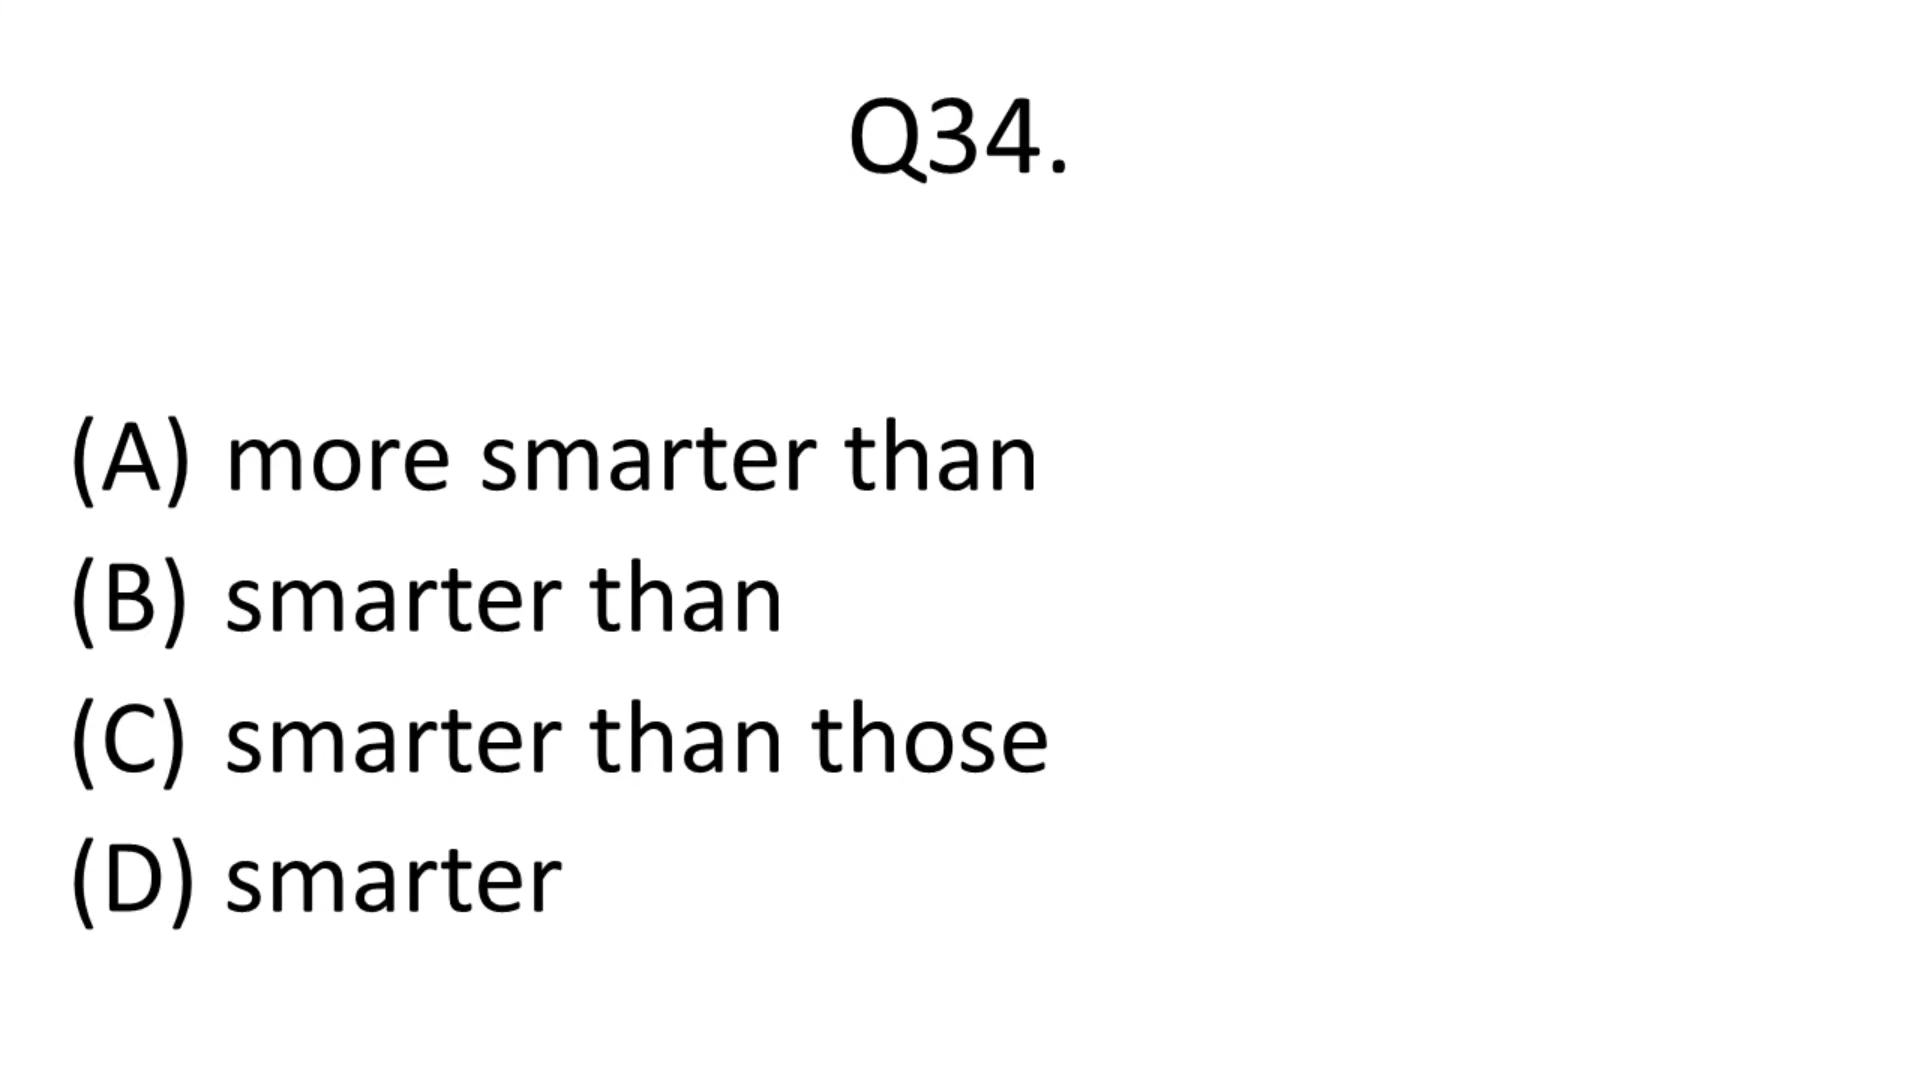 Q34.
(A) more smarter than
(B) smarter than
(C) smarter than those
(D) smarter